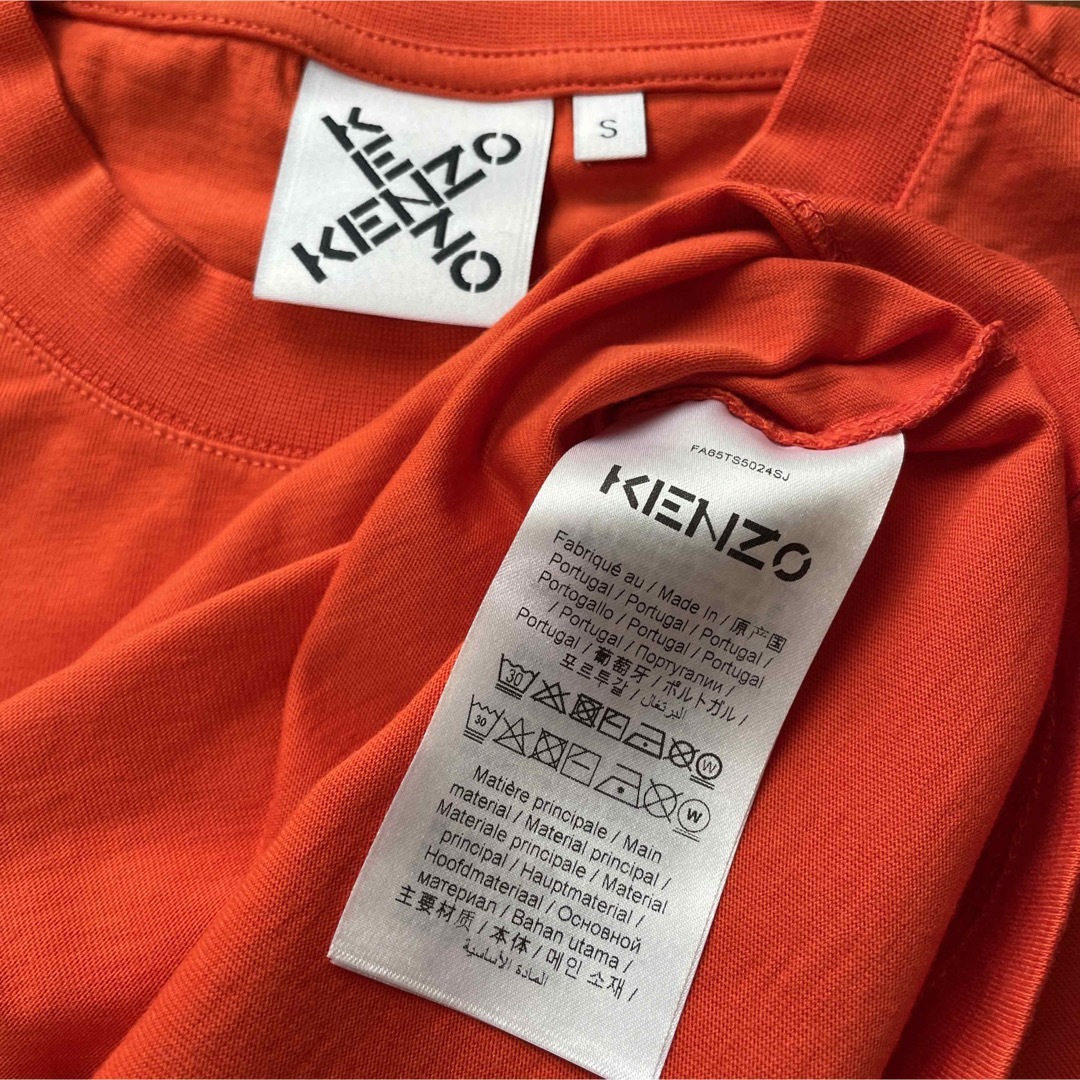 KENZO
KENZO
S
FA65TS5024SJ
KENZO
Fabriqué au / Made In / 原产国
Portugal / Portugal / Portugal /
Portogallo / Portugal / Portugal
/ Portugal / Португалии /
Portugal / 葡萄牙 / ポルトガル /
포르투갈 / البرتغال
30 W
30 W
Matière principale / Main
material / Material principal /
Materiale principale / Material
principal / Hauptmaterial /
Hoofdmateriaal / Основной
материал / Bahan utama /
主要材质 / 本体 / 메인 소재 /
المادة الأساسية